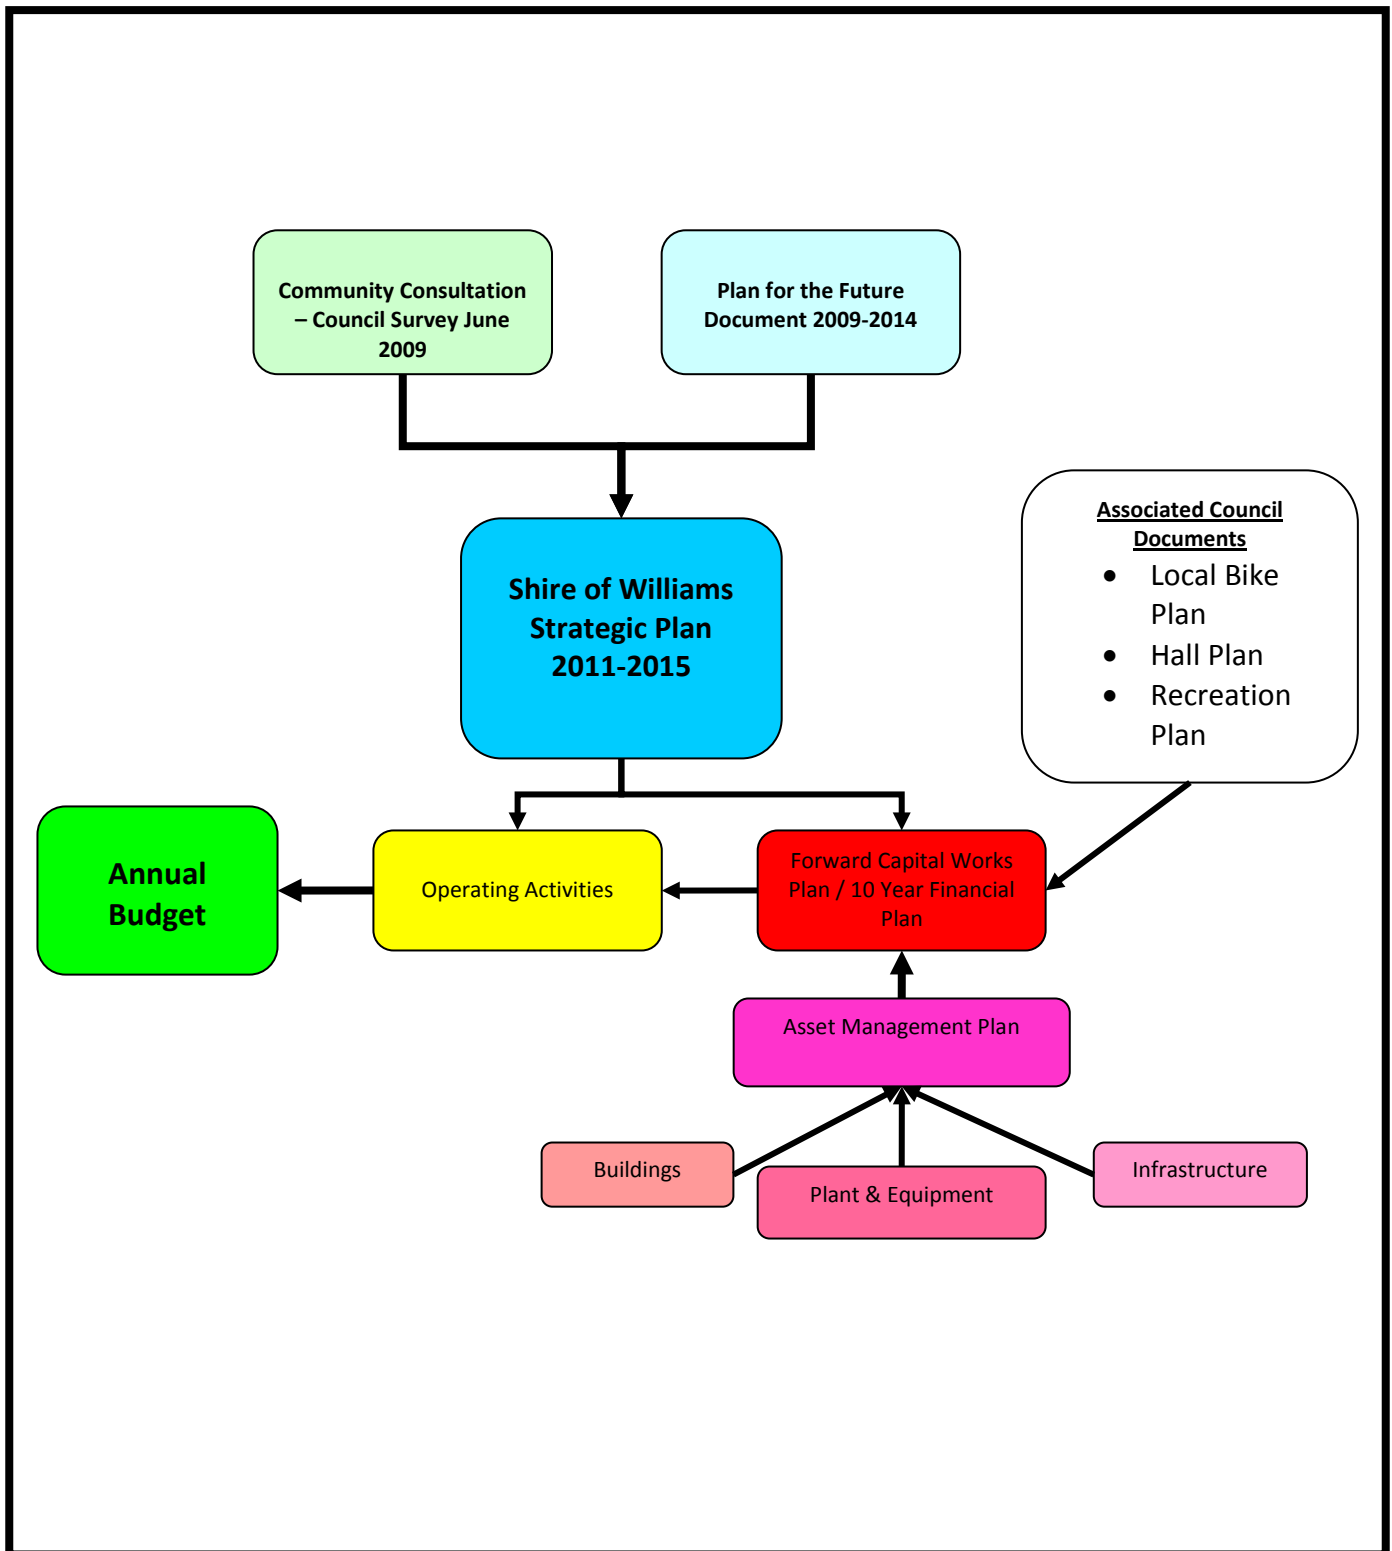 Community Consultation
– Council Survey June
2009
Plan for the Future
Document 2009-2014
Shire of Williams
Strategic Plan
2011-2015
Associated Council
Documents
• Local Bike
Plan
• Hall Plan
• Recreation
Plan
Annual
Budget
Operating Activities
Forward Capital Works
Plan / 10 Year Financial
Plan
Asset Management Plan
Buildings
Plant & Equipment
Infrastructure